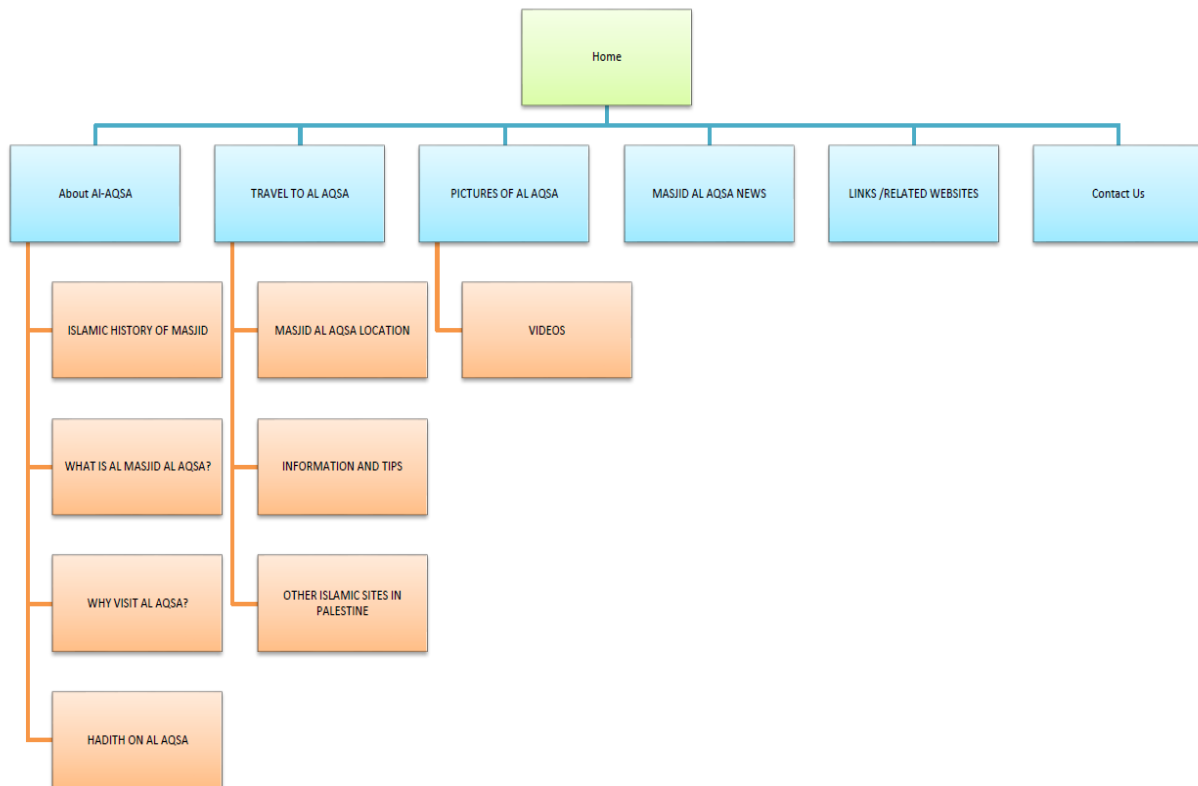 Home
About Al-AQSA
TRAVEL TO AL AQSA
PICTURES OF AL AQSA
MASJID AL AQSA NEWS
LINKS /RELATED WEBSITES
Contact Us
ISLAMIC HISTORY OF MASJID
MASJID AL AQSA LOCATION
VIDEOS
WHAT IS AL MASJID AL AQSA?
INFORMATION AND TIPS
WHY VISIT AL AQSA?
OTHER ISLAMIC SITES IN
PALESTINE
HADITH ON AL AQSA